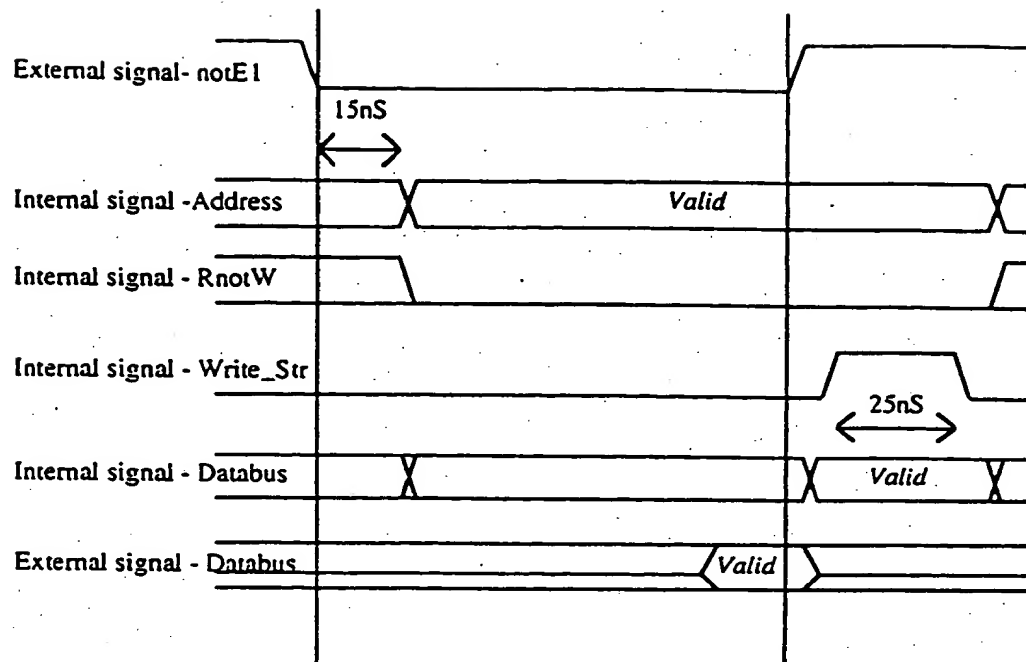 External signal- notE1
15nS
Internal signal -Address
Valid
Internal signal - RnotW
Internal signal - Write_Str
25nS
Internal signal - Databus
Valid
External signal - Databus
Valid